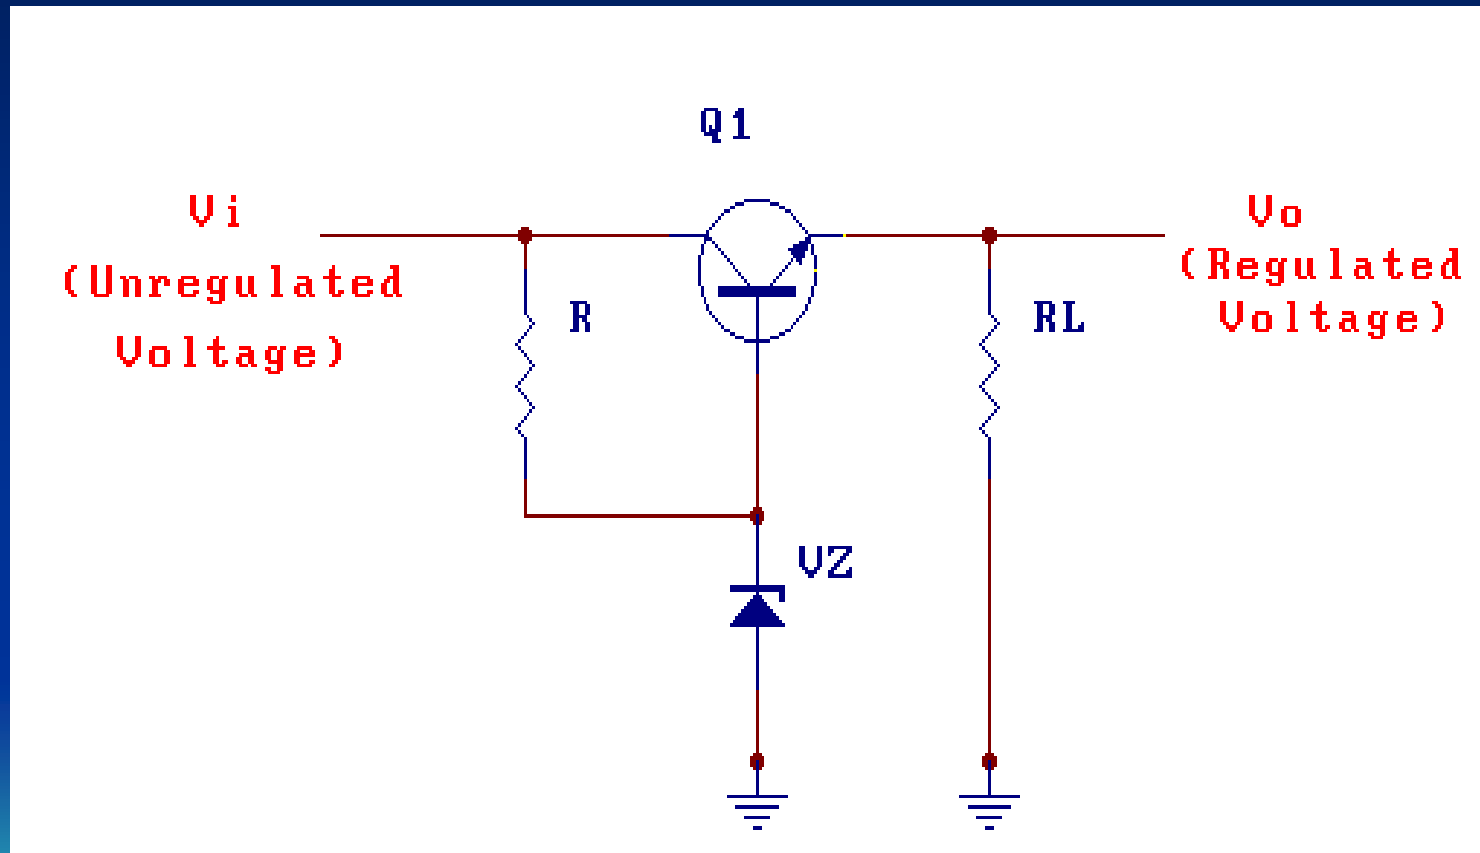 Q1
Vi
(Unregulated
Voltage)
R
Vo
(Regulated
Voltage)
RL
VZ